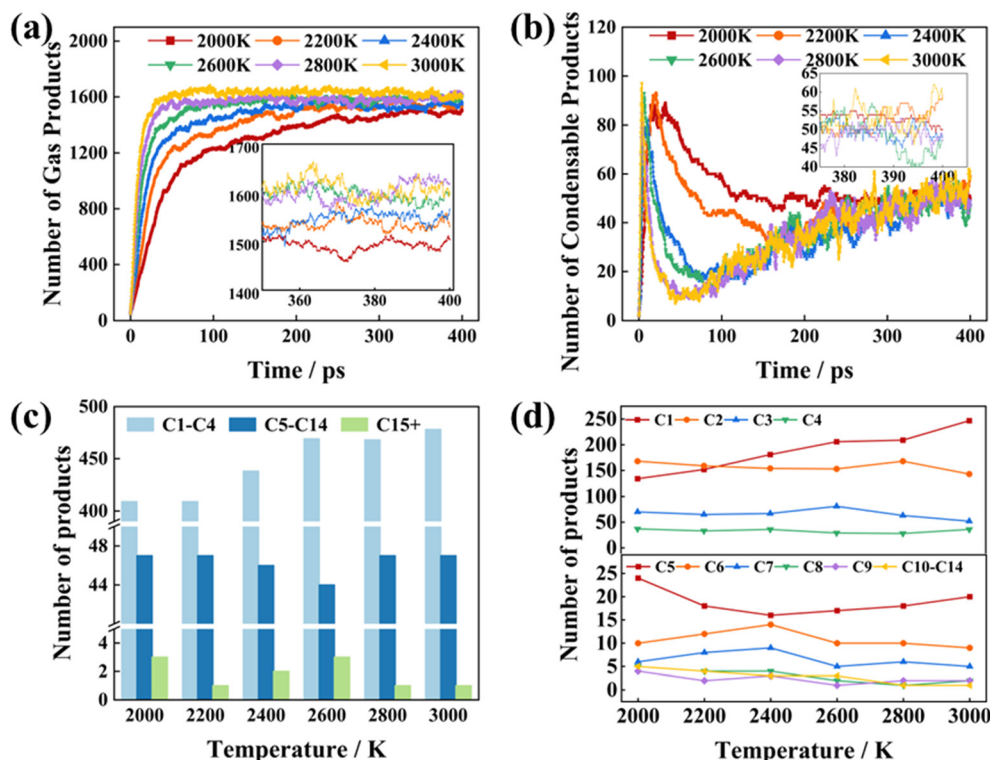 (a)
Number of Gas Products
2000
1600
1200
800
400
0
2000K 2200K 2400K
2600K 2800K 3000K
1700
1600
1500
1400
360 380 400
0 100 200 300 400
Time / ps
(b)
Number of Condensable Products
120
100
80
60
40
20
0
2000K 2200K 2400K
2600K 2800K 3000K
65
60
55
50
45
40
380 390 400
0 100 200 300 400
Time / ps
(c)
Number of products
500
450
400
48
44
4
2
0
C1-C4 C5-C14 C15+
2000 2200 2400 2600 2800 3000
Temperature / K
(d)
Number of products
250
200
150
100
50
0
C1 C2 C3 C4
25
20
15
10
5
0
C5 C6 C7 C8 C9 C10-C14
2000 2200 2400 2600 2800 3000
Temperature / K